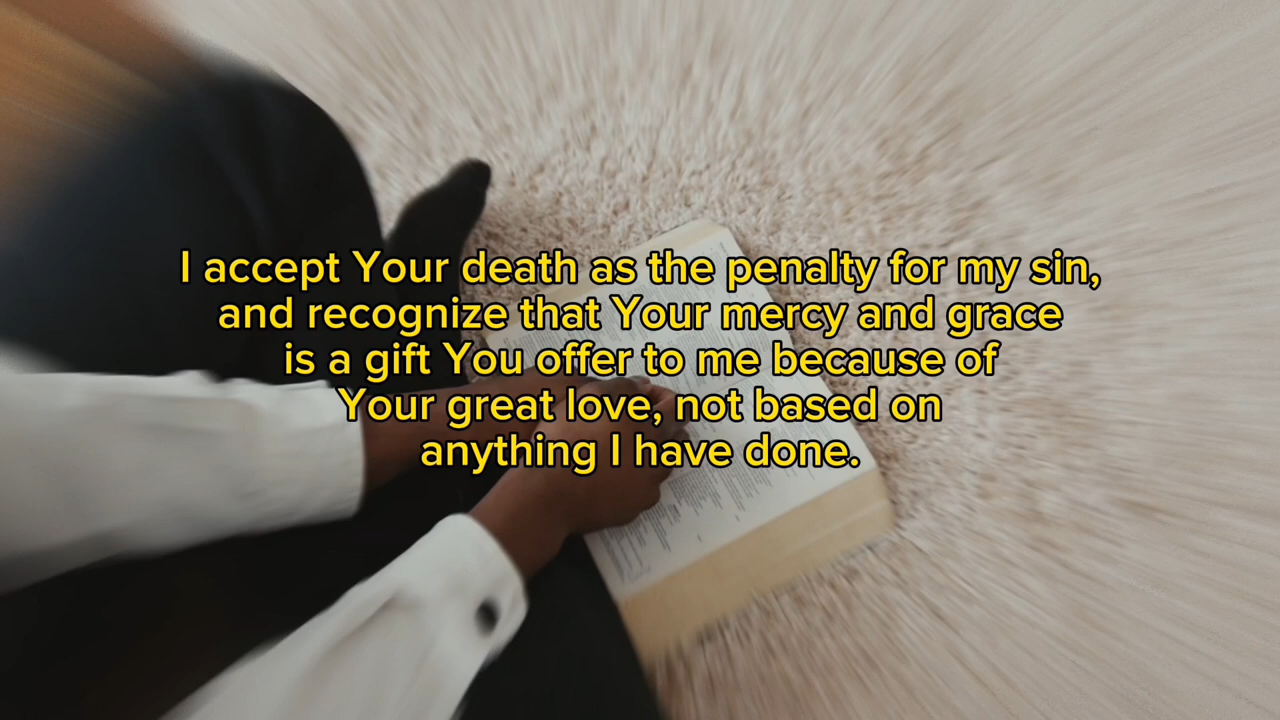 I accept Your death as the penalty for my sin,
and recognize that Your mercy and grace
is a gift You offer to me because of
Your great love, not based on
anything I have done.